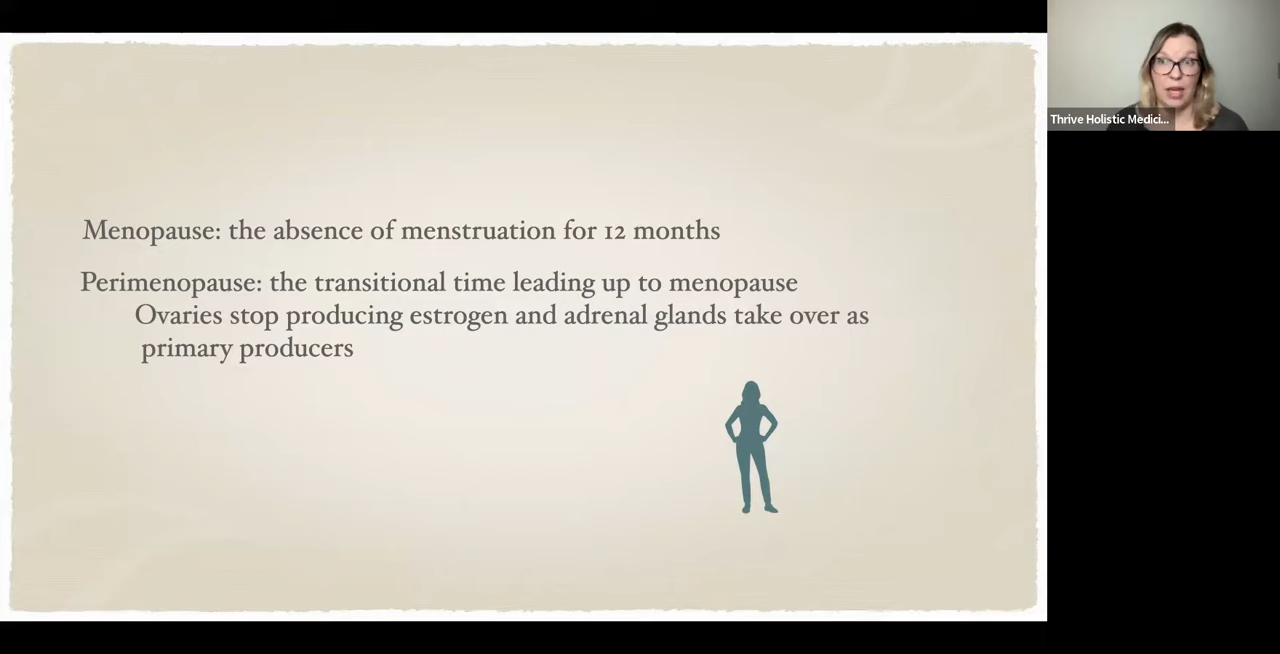 Menopause: the absence of menstruation for 12 months
Perimenopause: the transitional time leading up to menopause
Ovaries stop producing estrogen and adrenal glands take over as
primary producers
Thrive Holistic Medici...